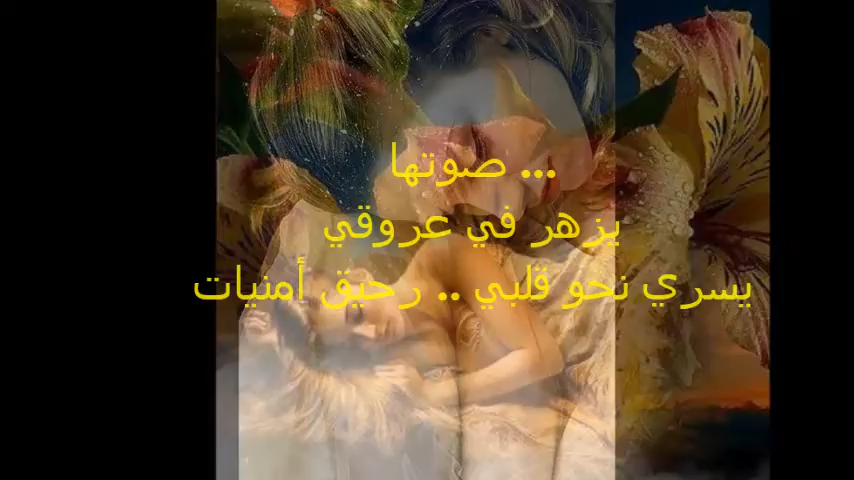 ... صوتها
يزهر في عروقي
يسري نحو قلبي .. رحيق أمنيات